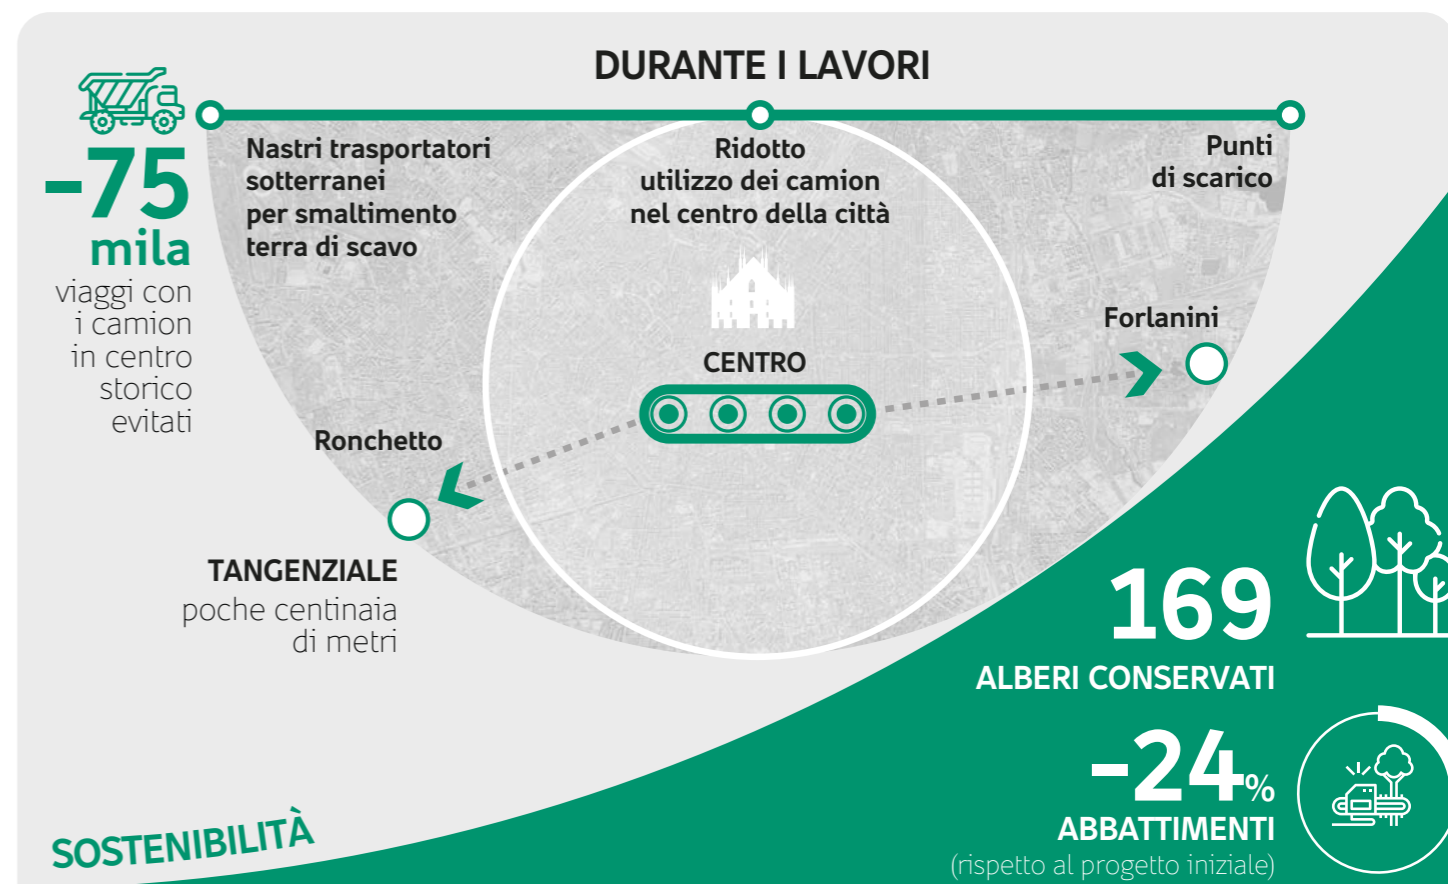 DURANTE I LAVORI
-75
mila
viaggi con
i camion
in centro
storico
evitati
Nastri trasportatori
sotterranei
per smaltimento
terra di scavo
Ridotto
utilizzo dei camion
nel centro della città
Punti
di scarico
CENTRO
Forlanini
Ronchetto
TANGENZIALE
poche centinaia
di metri
169
ALBERI CONSERVATI
-24%
ABBATTIMENTI
(rispetto al progetto iniziale)
SOSTENIBILITÀ